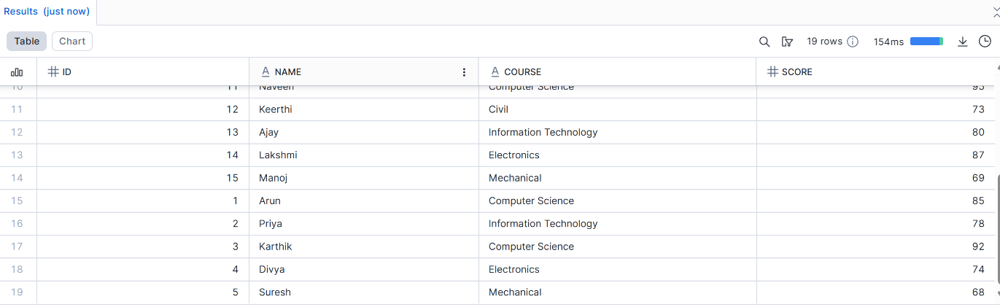 Results (just now)
Table Chart 19 rows 154ms
ID NAME COURSE SCORE
10 11 Naveen Computer Science 95
11 12 Keerthi Civil 73
12 13 Ajay Information Technology 80
13 14 Lakshmi Electronics 87
14 15 Manoj Mechanical 69
15 1 Arun Computer Science 85
16 2 Priya Information Technology 78
17 3 Karthik Computer Science 92
18 4 Divya Electronics 74
19 5 Suresh Mechanical 68